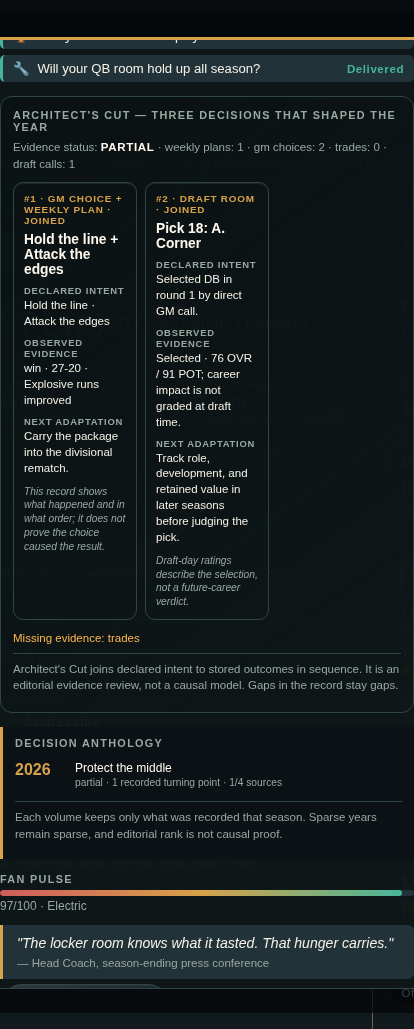 🔧 Will your QB room hold up all season? Delivered
ARCHITECT'S CUT — THREE DECISIONS THAT SHAPED THE
YEAR
Evidence status: PARTIAL · weekly plans: 1 · gm choices: 2 · trades: 0 ·
draft calls: 1
#1 · GM CHOICE +
WEEKLY PLAN ·
JOINED
Hold the line +
Attack the
edges
DECLARED INTENT
Hold the line ·
Attack the edges
OBSERVED
EVIDENCE
win · 27-20 ·
Explosive runs
improved
NEXT ADAPTATION
Carry the package
into the divisional
rematch.
This record shows
what happened and in
what order; it does not
prove the choice
caused the result.
#2 · DRAFT ROOM
· JOINED
Pick 18: A.
Corner
DECLARED INTENT
Selected DB in
round 1 by direct
GM call.
OBSERVED
EVIDENCE
Selected · 76 OVR
/ 91 POT; career
impact is not
graded at draft
time.
NEXT ADAPTATION
Track role,
development, and
retained value in
later seasons
before judging the
pick.
Draft-day ratings
describe the selection,
not a future-career
verdict.
Missing evidence: trades
Architect's Cut joins declared intent to stored outcomes in sequence. It is an
editorial evidence review, not a causal model. Gaps in the record stay gaps.
DECISION ANTHOLOGY
2026 Protect the middle
partial · 1 recorded turning point · 1/4 sources
Each volume keeps only what was recorded that season. Sparse years
remain sparse, and editorial rank is not causal proof.
FAN PULSE
97/100 · Electric
"The locker room knows what it tasted. That hunger carries."
— Head Coach, season-ending press conference